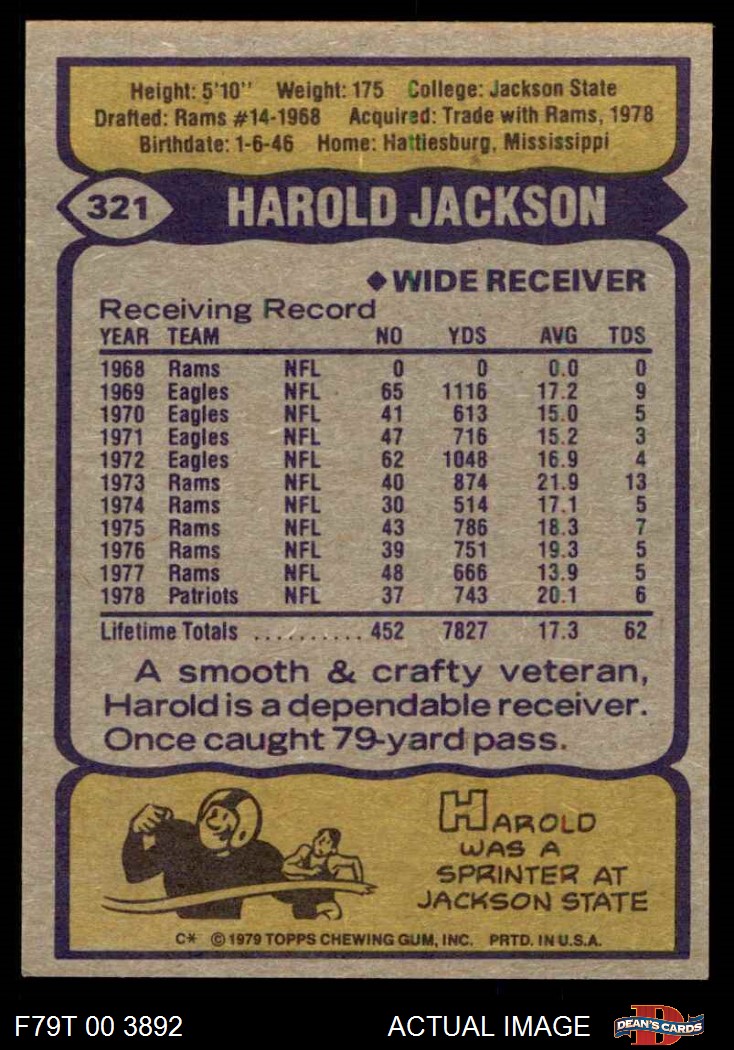 Height: 5'10" Weight: 175 College: Jackson State
Drafted: Rams #14-1968 Acquired: Trade with Rams, 1978
Birthdate: 1-6-46 Home: Hattiesburg, Mississippi
321 HAROLD JACKSON
◆WIDE RECEIVER
Receiving Record
YEAR TEAM NO YDS AVG TDS
1968 Rams NFL 0 0 0.0 0
1969 Eagles NFL 65 1116 17.2 9
1970 Eagles NFL 41 613 15.0 5
1971 Eagles NFL 47 716 15.2 3
1972 Eagles NFL 62 1048 16.9 4
1973 Rams NFL 40 874 21.9 13
1974 Rams NFL 30 514 17.1 5
1975 Rams NFL 43 786 18.3 7
1976 Rams NFL 39 751 19.3 5
1977 Rams NFL 48 666 13.9 5
1978 Patriots NFL 37 743 20.1 6
Lifetime Totals .......... 452 7827 17.3 62
A smooth & crafty veteran,
Harold is a dependable receiver.
Once caught 79-yard pass.
HAROLD
WAS A
SPRINTER AT
JACKSON STATE
C* © 1979 TOPPS CHEWING GUM, INC. PRTD. IN U.S.A.
F79T 00 3892 ACTUAL IMAGE D DEAN'S CARDS